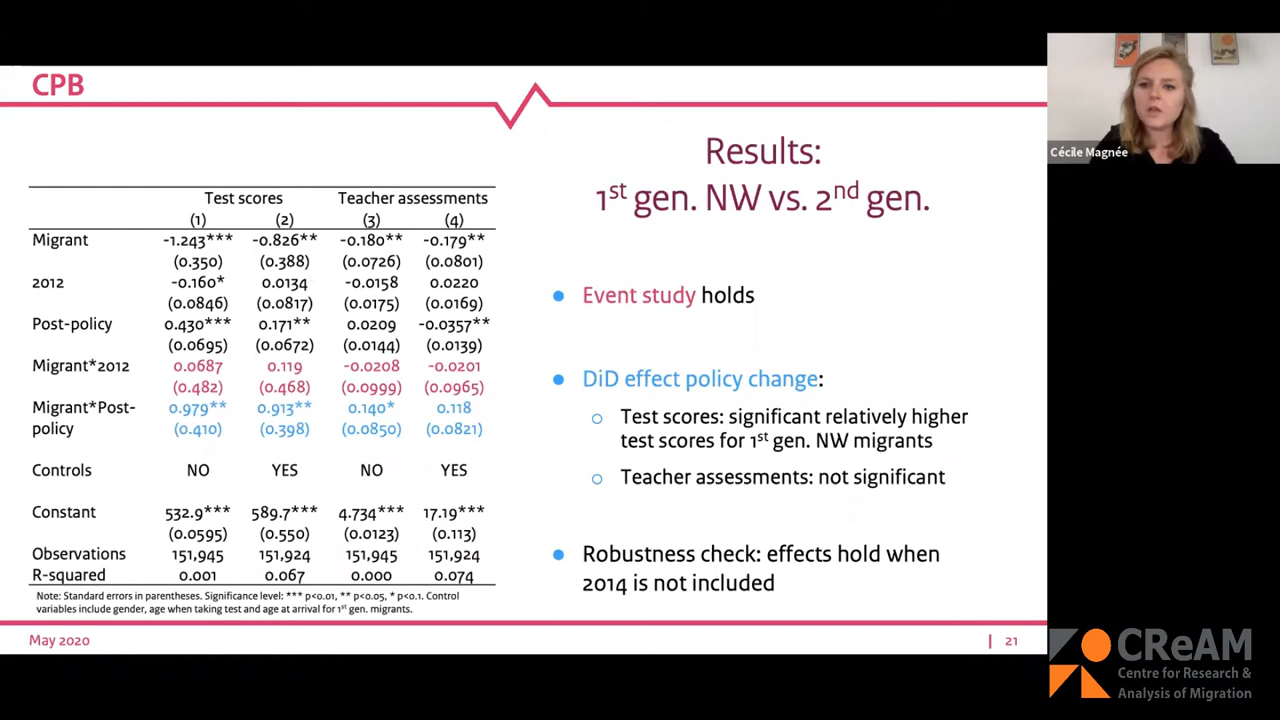 CPB
Results:
1st gen. NW vs. 2nd gen.
Test scores Teacher assessments
(1) (2) (3) (4)
Migrant -1.243*** -0.826** -0.180** -0.179**
(0.350) (0.388) (0.0726) (0.0801)
2012 -0.160* 0.0134 -0.0158 0.0220
(0.0846) (0.0817) (0.0175) (0.0169)
Post-policy 0.430*** 0.171** 0.0209 -0.0357**
(0.0695) (0.0672) (0.0144) (0.0139)
Migrant*2012 0.0687 0.119 -0.0208 -0.0201
(0.482) (0.468) (0.0999) (0.0965)
Migrant*Post- 0.979** 0.913** 0.140* 0.118
policy (0.410) (0.398) (0.0850) (0.0821)
Controls NO YES NO YES
Constant 532.9*** 589.7*** 4.734*** 17.19***
(0.0595) (0.550) (0.0123) (0.113)
Observations 151,945 151,924 151,945 151,924
R-squared 0.001 0.067 0.000 0.074
Note: Standard errors in parentheses. Significance level: *** p<0.01, ** p<0.05, * p<0.1. Control
variables include gender, age when taking test and age at arrival for 1st gen. migrants.
Event study holds
DiD effect policy change:
Test scores: significant relatively higher
test scores for 1st gen. NW migrants
Teacher assessments: not significant
Robustness check: effects hold when
2014 is not included
May 2020
| 21
Cécile Magnée
CReAM
Centre for Research &
Analysis of Migration